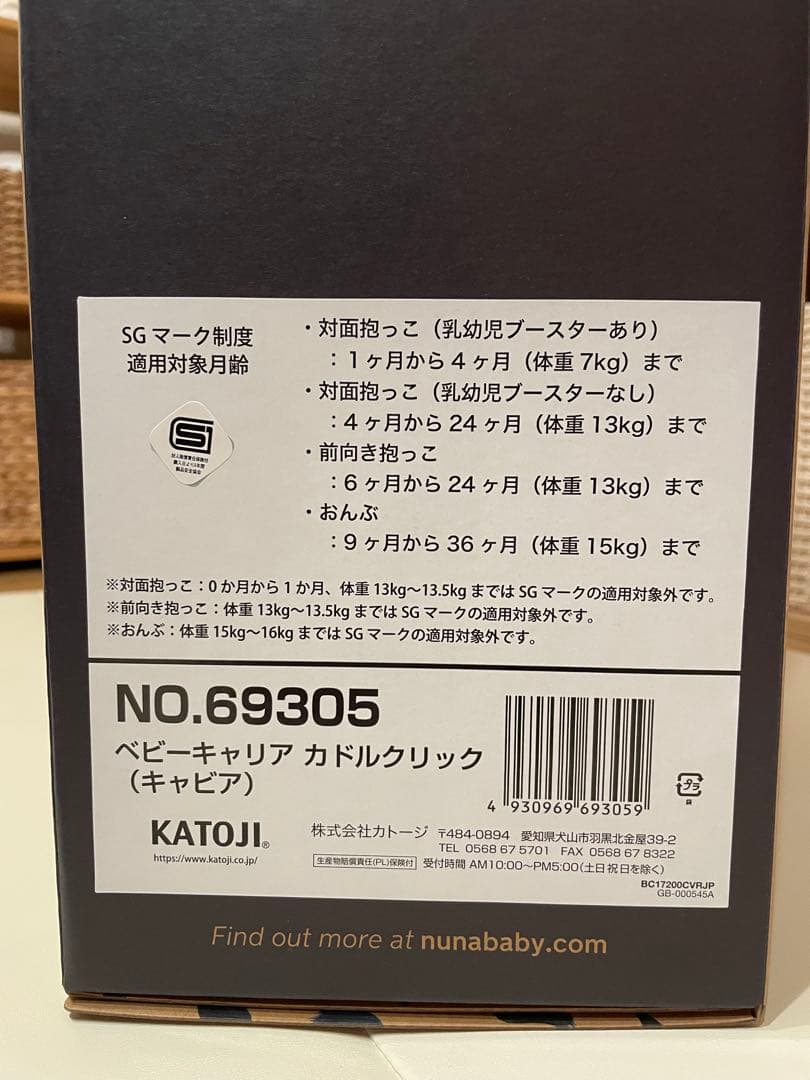 SGマーク制度
適用対象月齢
・対面抱っこ（乳幼児ブースターあり）
：1ヶ月から4ヶ月（体重7kg）まで
・対面抱っこ（乳幼児ブースターなし）
：4ヶ月から24ヶ月（体重13kg）まで
・前向き抱っこ
：6ヶ月から24ヶ月（体重13kg）まで
・おんぶ
：9ヶ月から36ヶ月（体重15kg）まで
※対面抱っこ：0か月から1か月、体重13kg〜13.5kgまではSGマークの適用対象外です。
※前向き抱っこ：体重13kg〜13.5kgまではSGマークの適用対象外です。
※おんぶ：体重15kg〜16kgまではSGマークの適用対象外です。
NO.69305
ベビーキャリア カドルクリック
（キャビア）
4 930969 693059
プラ
袋
KATOJI®
https://www.katoji.co.jp/
株式会社カトージ 〒484-0894 愛知県犬山市羽黒北金屋39-2
TEL 0568 67 5701 FAX 0568 67 8322
生産物賠償責任(PL)保険付 受付時間 AM10:00〜PM5:00(土日祝日を除く)
BC17200CVRJP
GB-000545A
Find out more at nunababy.com